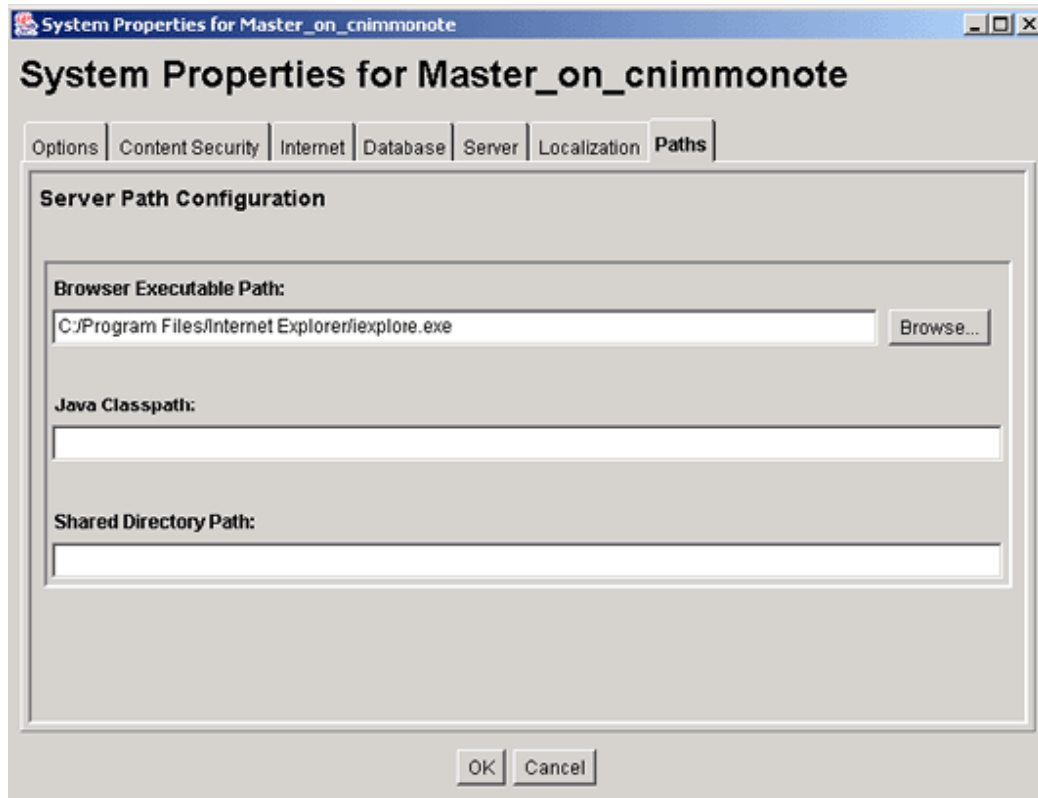 System Properties for Master_on_cnimmonote
System Properties for Master_on_cnimmonote
Options Content Security Internet Database Server Localization Paths
Server Path Configuration
Browser Executable Path:
C:/Program Files/Internet Explorer/iexplore.exe Browse...
Java Classpath:
Shared Directory Path:
OK Cancel